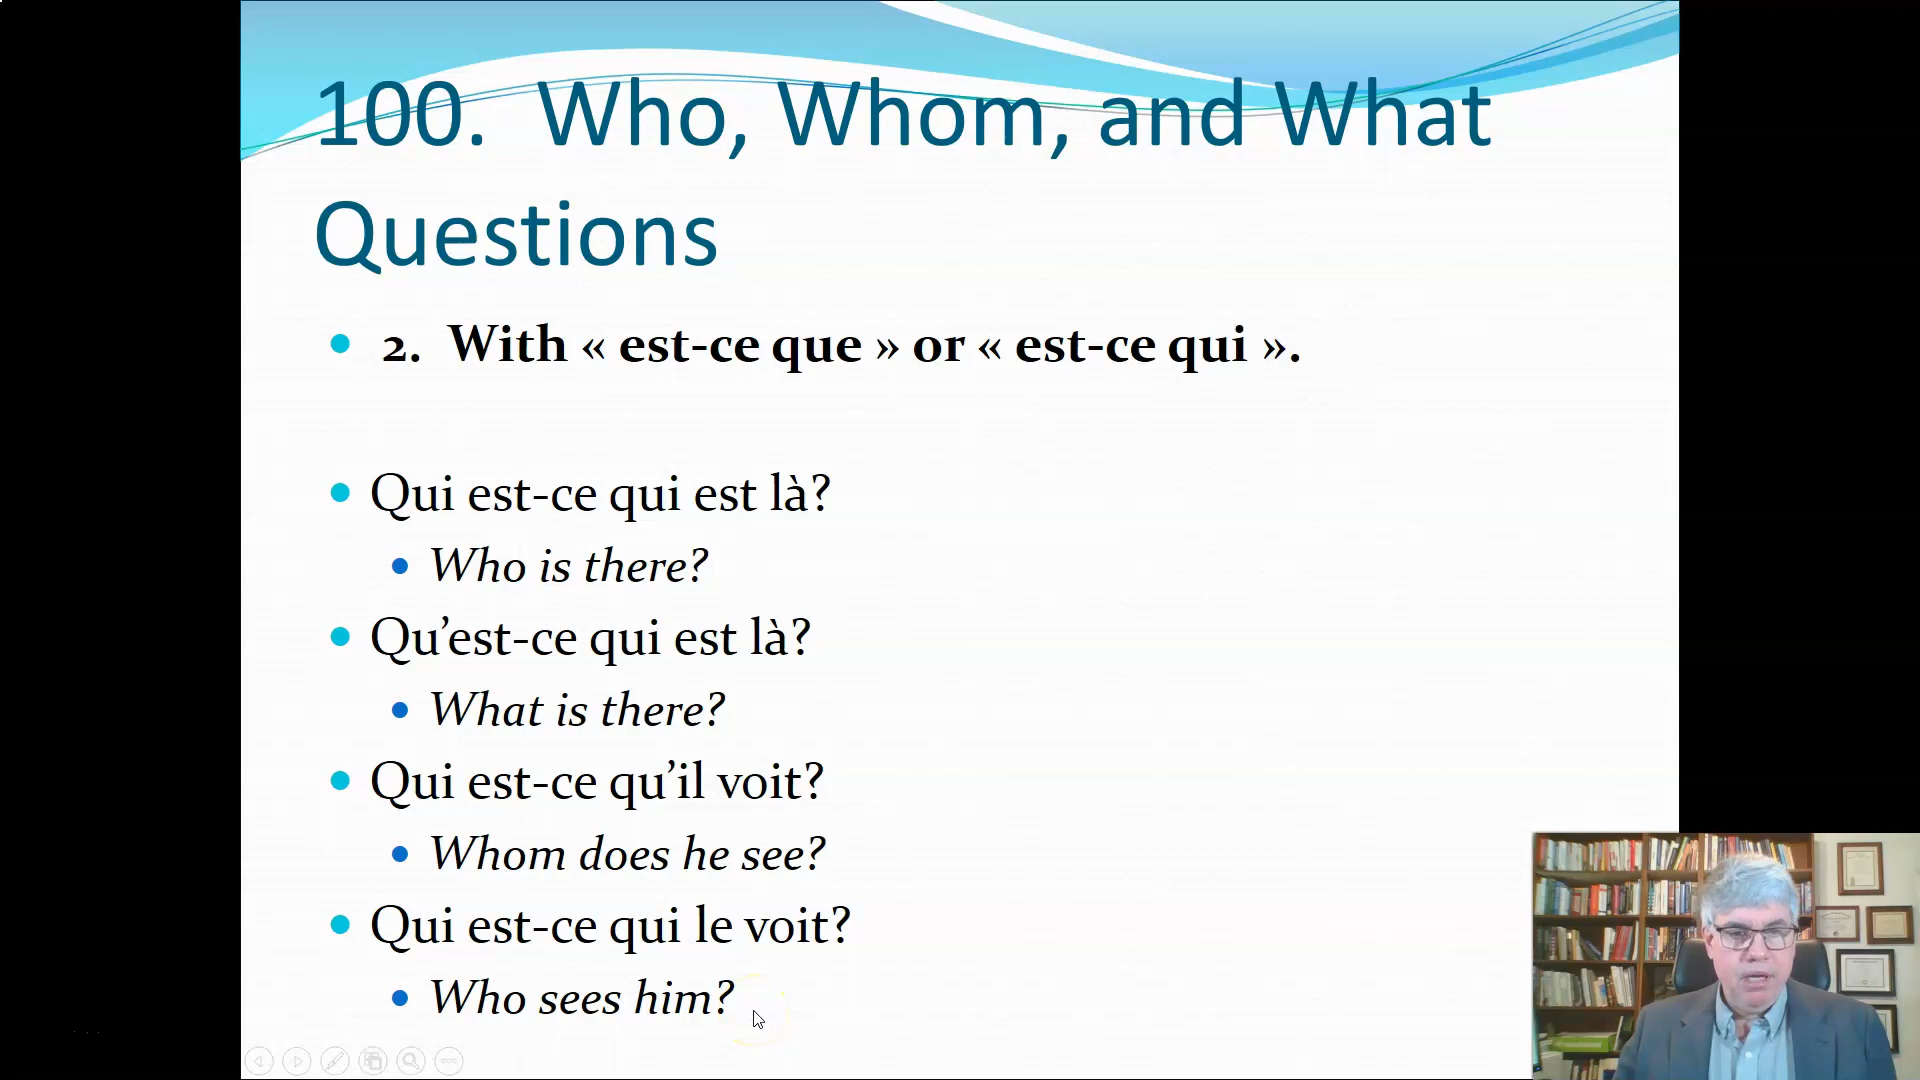 100. Who, Whom, and What
Questions
2. With « est-ce que » or « est-ce qui ».
Qui est-ce qui est là?
Who is there?
Qu’est-ce qui est là?
What is there?
Qui est-ce qu’il voit?
Whom does he see?
Qui est-ce qui le voit?
Who sees him?